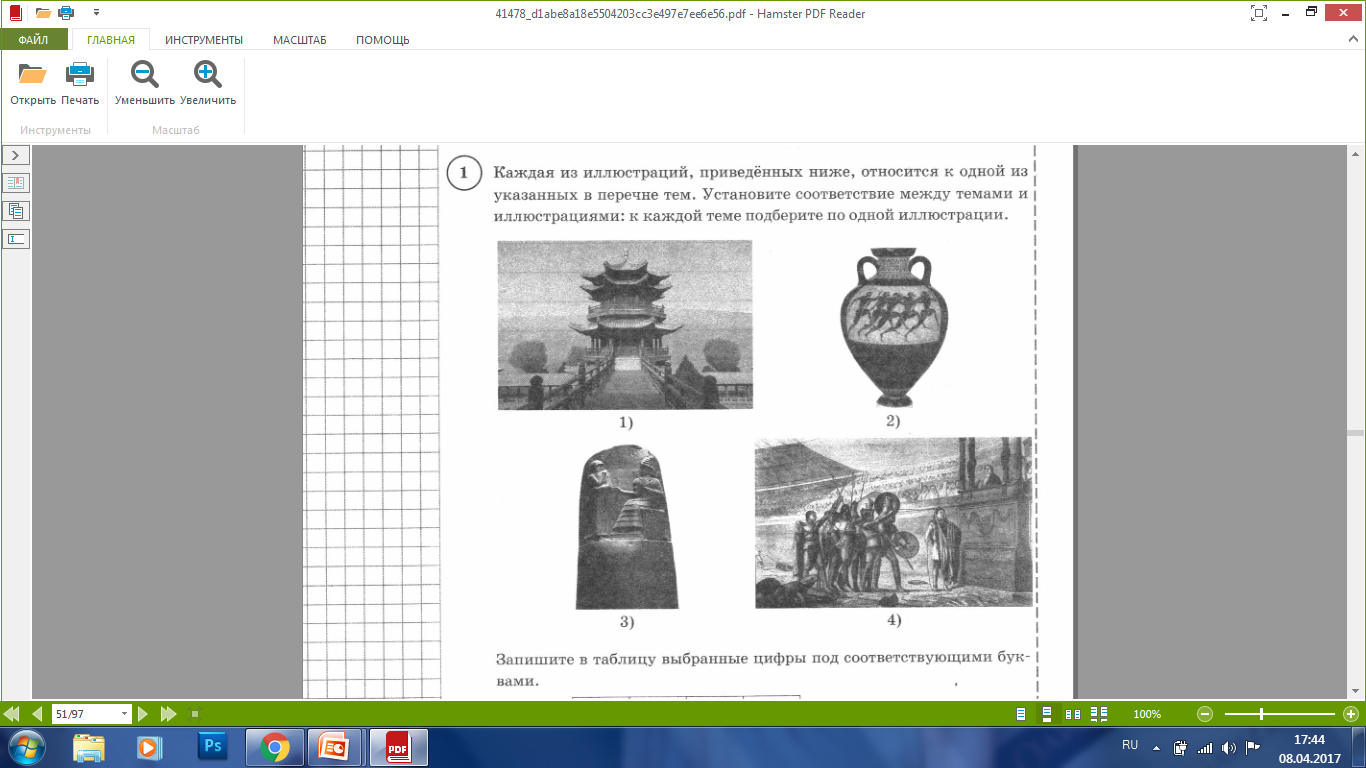 41478_d1abe8a18e5504203cc3e497e7ee6e56.pdf - Hamster PDF Reader
ФАЙЛ ГЛАВНАЯ ИНСТРУМЕНТЫ МАСШТАБ ПОМОЩЬ
Открыть Печать Уменьшить Увеличить
Инструменты Масштаб
1 Каждая из иллюстраций, приведённых ниже, относится к одной из
указанных в перечне тем. Установите соответствие между темами и
иллюстрациями: к каждой теме подберите по одной иллюстрации.
1) 2)
3) 4)
Запишите в таблицу выбранные цифры под соответствующими бук-
вами.
51/97 100%
Ps PDF RU 17:44
08.04.2017